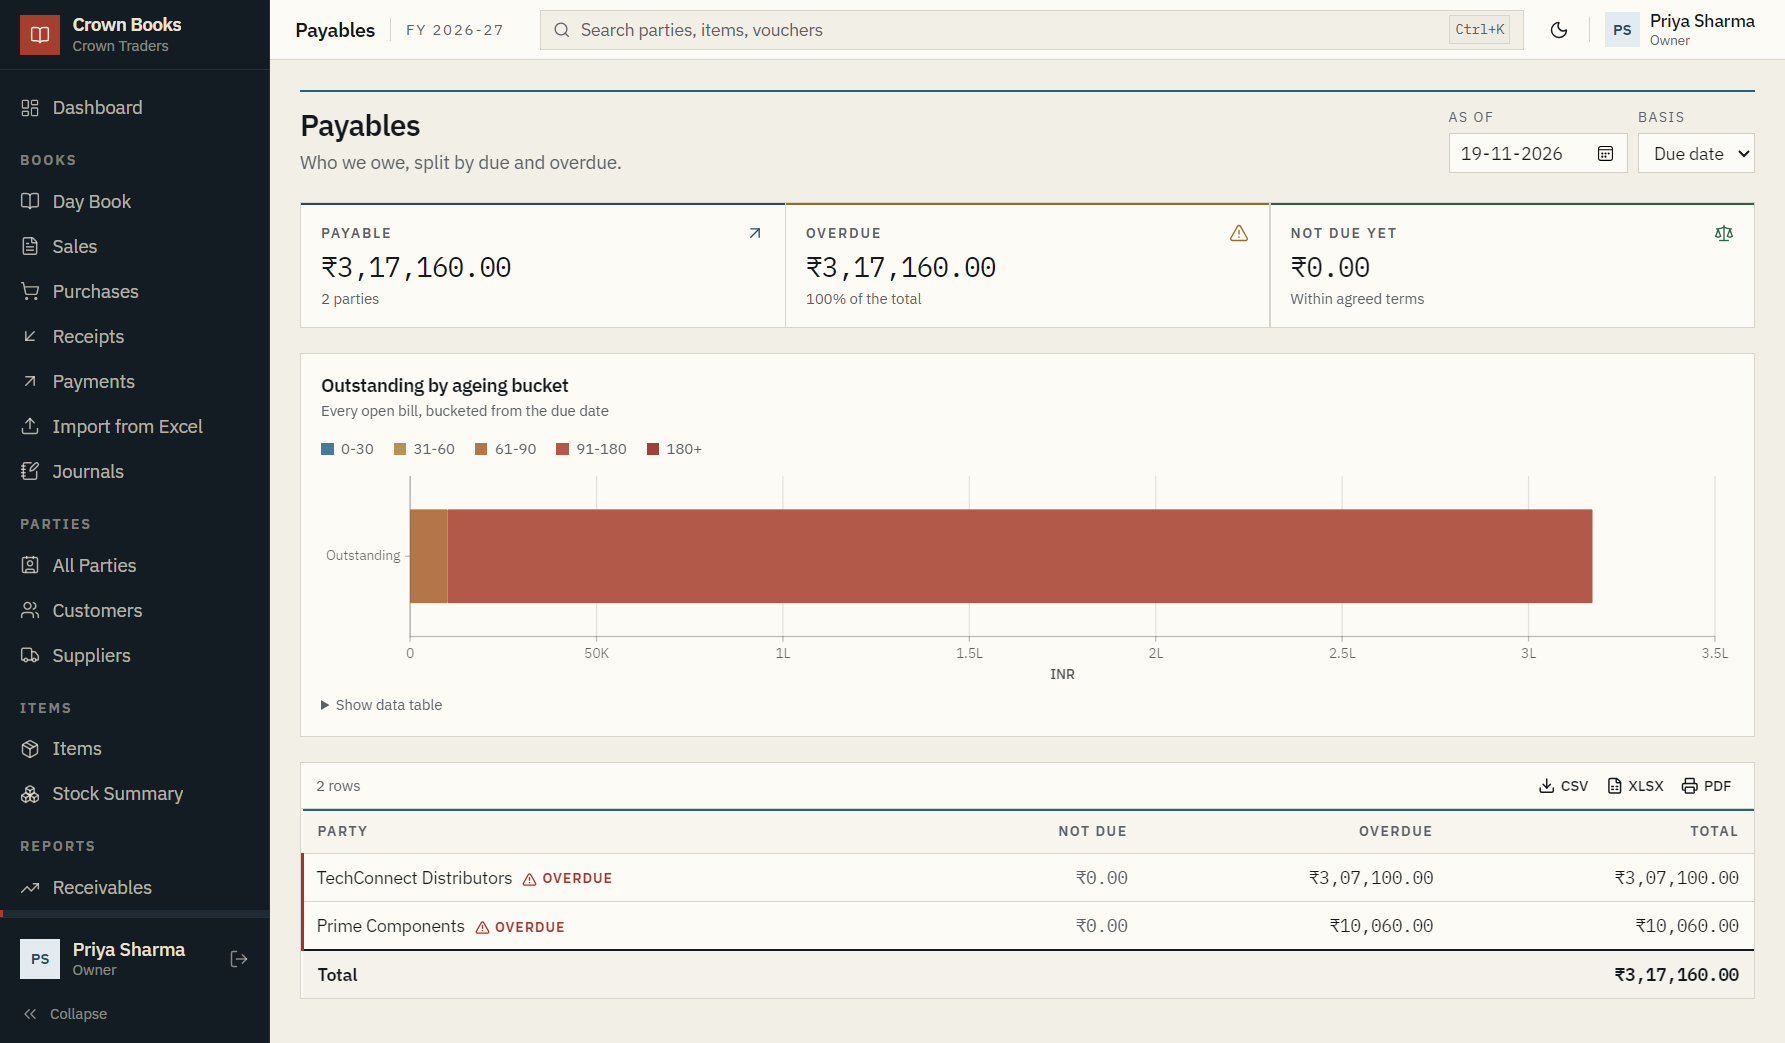 Crown Books
Crown Traders
Dashboard
BOOKS
Day Book
Sales
Purchases
Receipts
Payments
Import from Excel
Journals
PARTIES
All Parties
Customers
Suppliers
ITEMS
Items
Stock Summary
REPORTS
Receivables
PS
Priya Sharma
Owner
Collapse
Payables
FY 2026-27
Search parties, items, vouchers
Ctrl+K
PS
Priya Sharma
Owner
Payables
Who we owe, split by due and overdue.
AS OF
19-11-2026
BASIS
Due date
PAYABLE
₹3,17,160.00
2 parties
OVERDUE
₹3,17,160.00
100% of the total
NOT DUE YET
₹0.00
Within agreed terms
Outstanding by ageing bucket
Every open bill, bucketed from the due date
0-30 31-60 61-90 91-180 180+
Outstanding
0 50K 1L 1.5L 2L 2.5L 3L 3.5L
INR
Show data table
2 rows
CSV XLSX PDF
PARTY NOT DUE OVERDUE TOTAL
TechConnect Distributors OVERDUE ₹0.00 ₹3,07,100.00 ₹3,07,100.00
Prime Components OVERDUE ₹0.00 ₹10,060.00 ₹10,060.00
Total ₹3,17,160.00